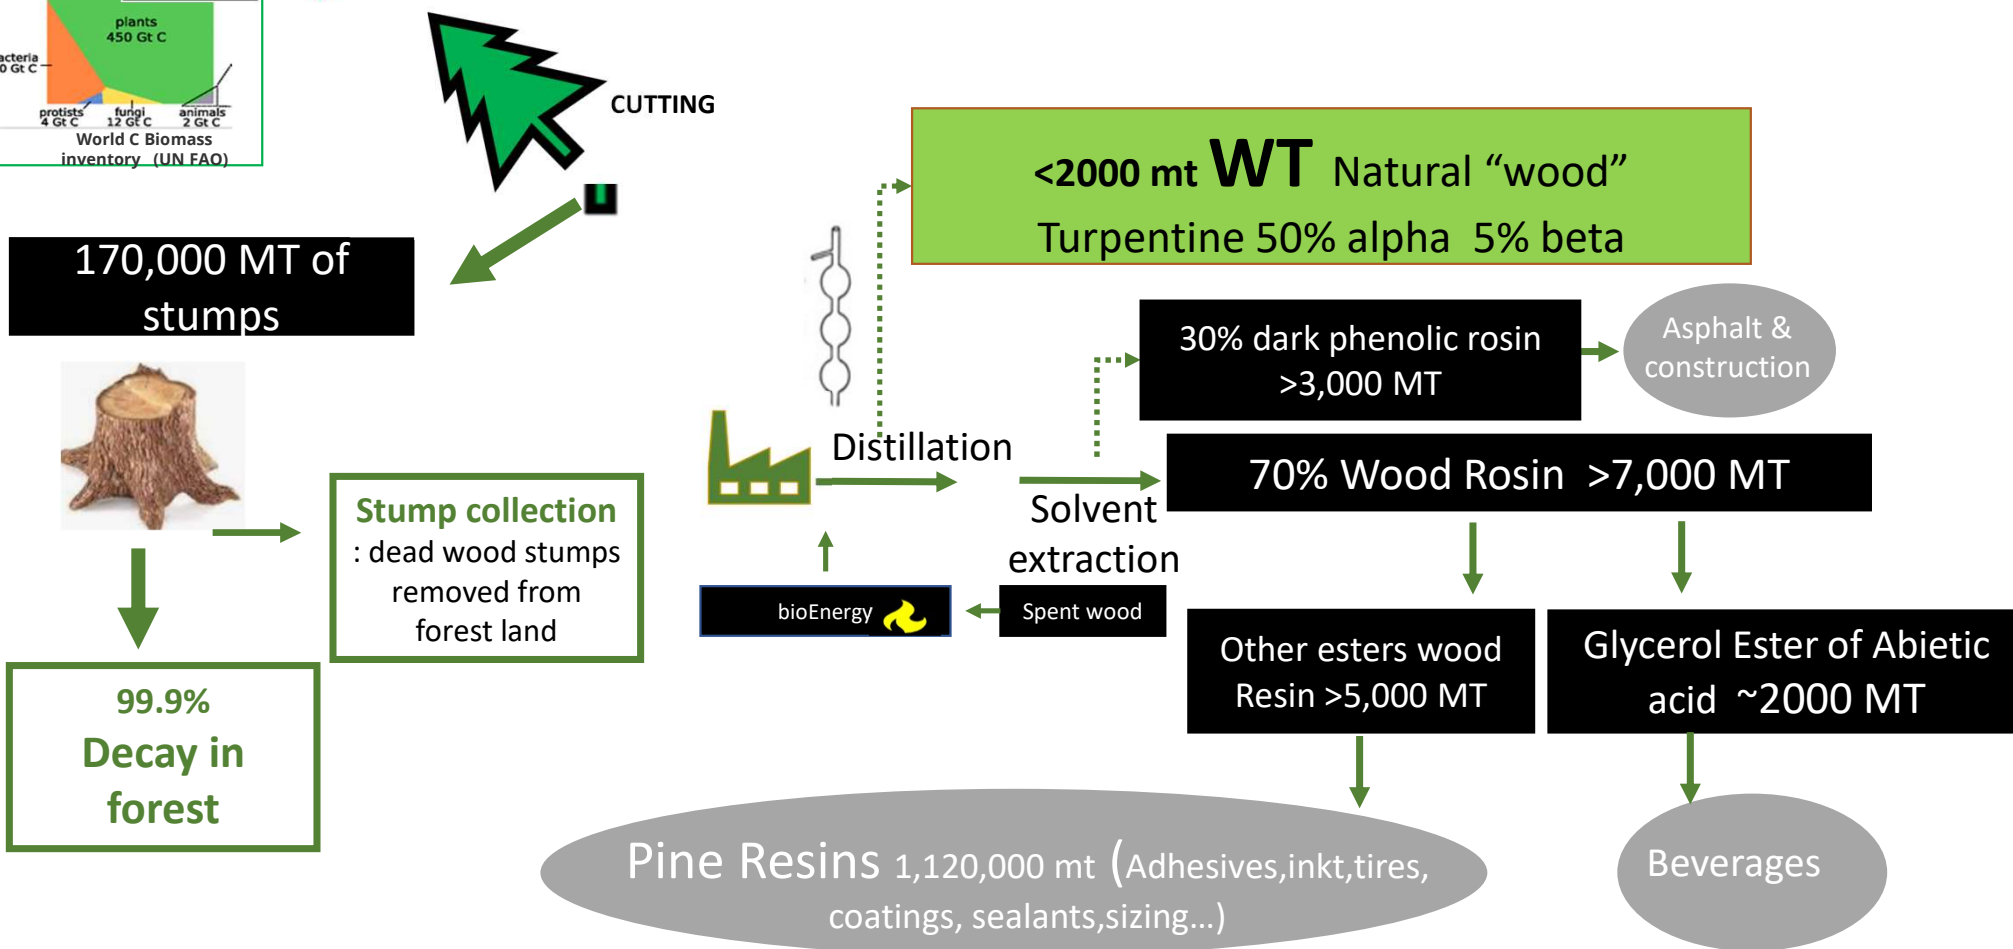 plants
450 Gt C
protists
4 Gt C
fungi
12 Gt C
animals
2 Gt C
World C Biomass
inventory (UN FAO)
CUTTING
<2000 mt WT Natural “wood”
Turpentine 50% alpha 5% beta
170,000 MT of
stumps
30% dark phenolic rosin
>3,000 MT
Asphalt &
construction
Distillation
70% Wood Rosin >7,000 MT
Solvent
extraction
Stump collection
: dead wood stumps
removed from
forest land
bioEnergy
Spent wood
Other esters wood
Resin >5,000 MT
Glycerol Ester of Abietic
acid ~2000 MT
99.9%
Decay in
forest
Pine Resins 1,120,000 mt (Adhesives,inkt,tires,
coatings, sealants,sizing...)
Beverages